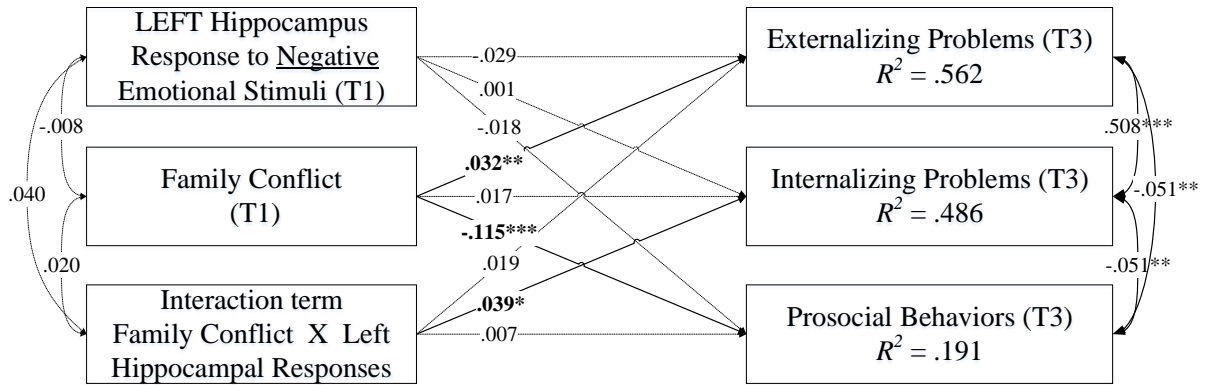 LEFT Hippocampus
Response to Negative
Emotional Stimuli (T1)
Family Conflict
(T1)
Interaction term
Family Conflict X Left
Hippocampal Responses
-.008
.040
.020
-.029
.001
-.018
.032**
.017
-.115***
.019
.039*
.007
Externalizing Problems (T3)
R² = .562
Internalizing Problems (T3)
R² = .486
Prosocial Behaviors (T3)
R² = .191
.508***
-.051**
-.051**